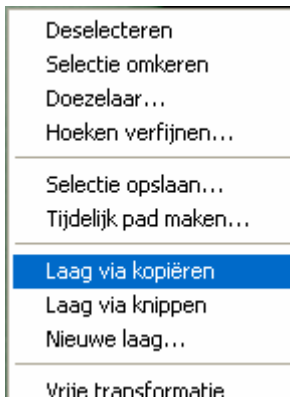 Deselecteren
Selectie omkeren
Doezelaar...
Hoeken verfijnen...
Selectie opslaan...
Tijdelijk pad maken...
Laag via kopiëren
Laag via knippen
Nieuwe laag...
Vrije transformatie